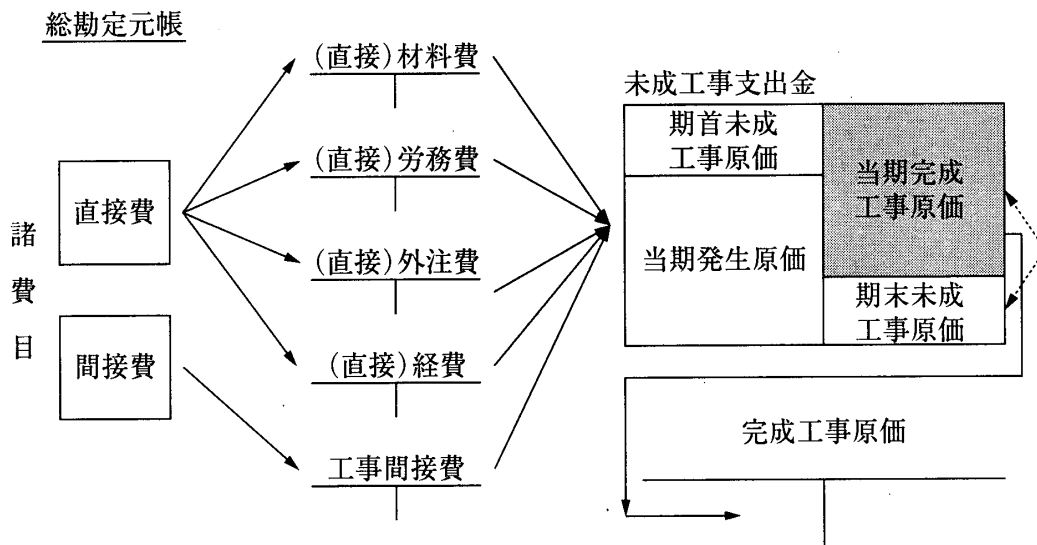 総勘定元帳
諸費目
直接費
間接費
(直接)材料費
(直接)労務費
(直接)外注費
(直接)経費
工事間接費
未成工事支出金
期首未成
工事原価
当期発生原価
当期完成
工事原価
期末未成
工事原価
完成工事原価